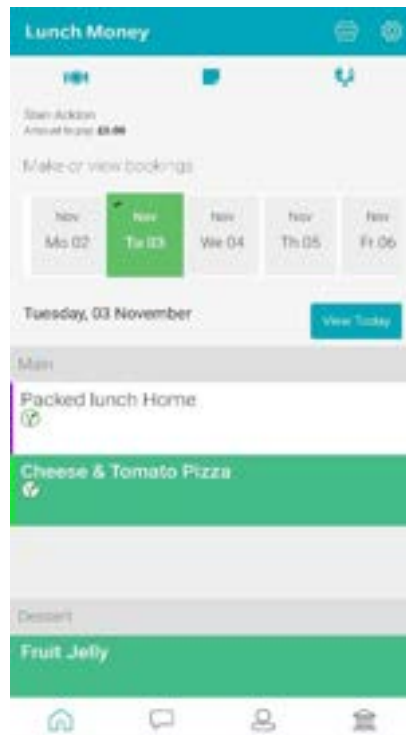 Lunch Money
Amount to pay: £0.00
Make or view bookings
Nov Nov Nov Nov Nov
Mo 02 Tu 03 We 04 Th 05 Fr 06
Tuesday, 03 November
View Today
Main
Packed lunch Home
Cheese & Tomato Pizza
Dessert
Fruit Jelly